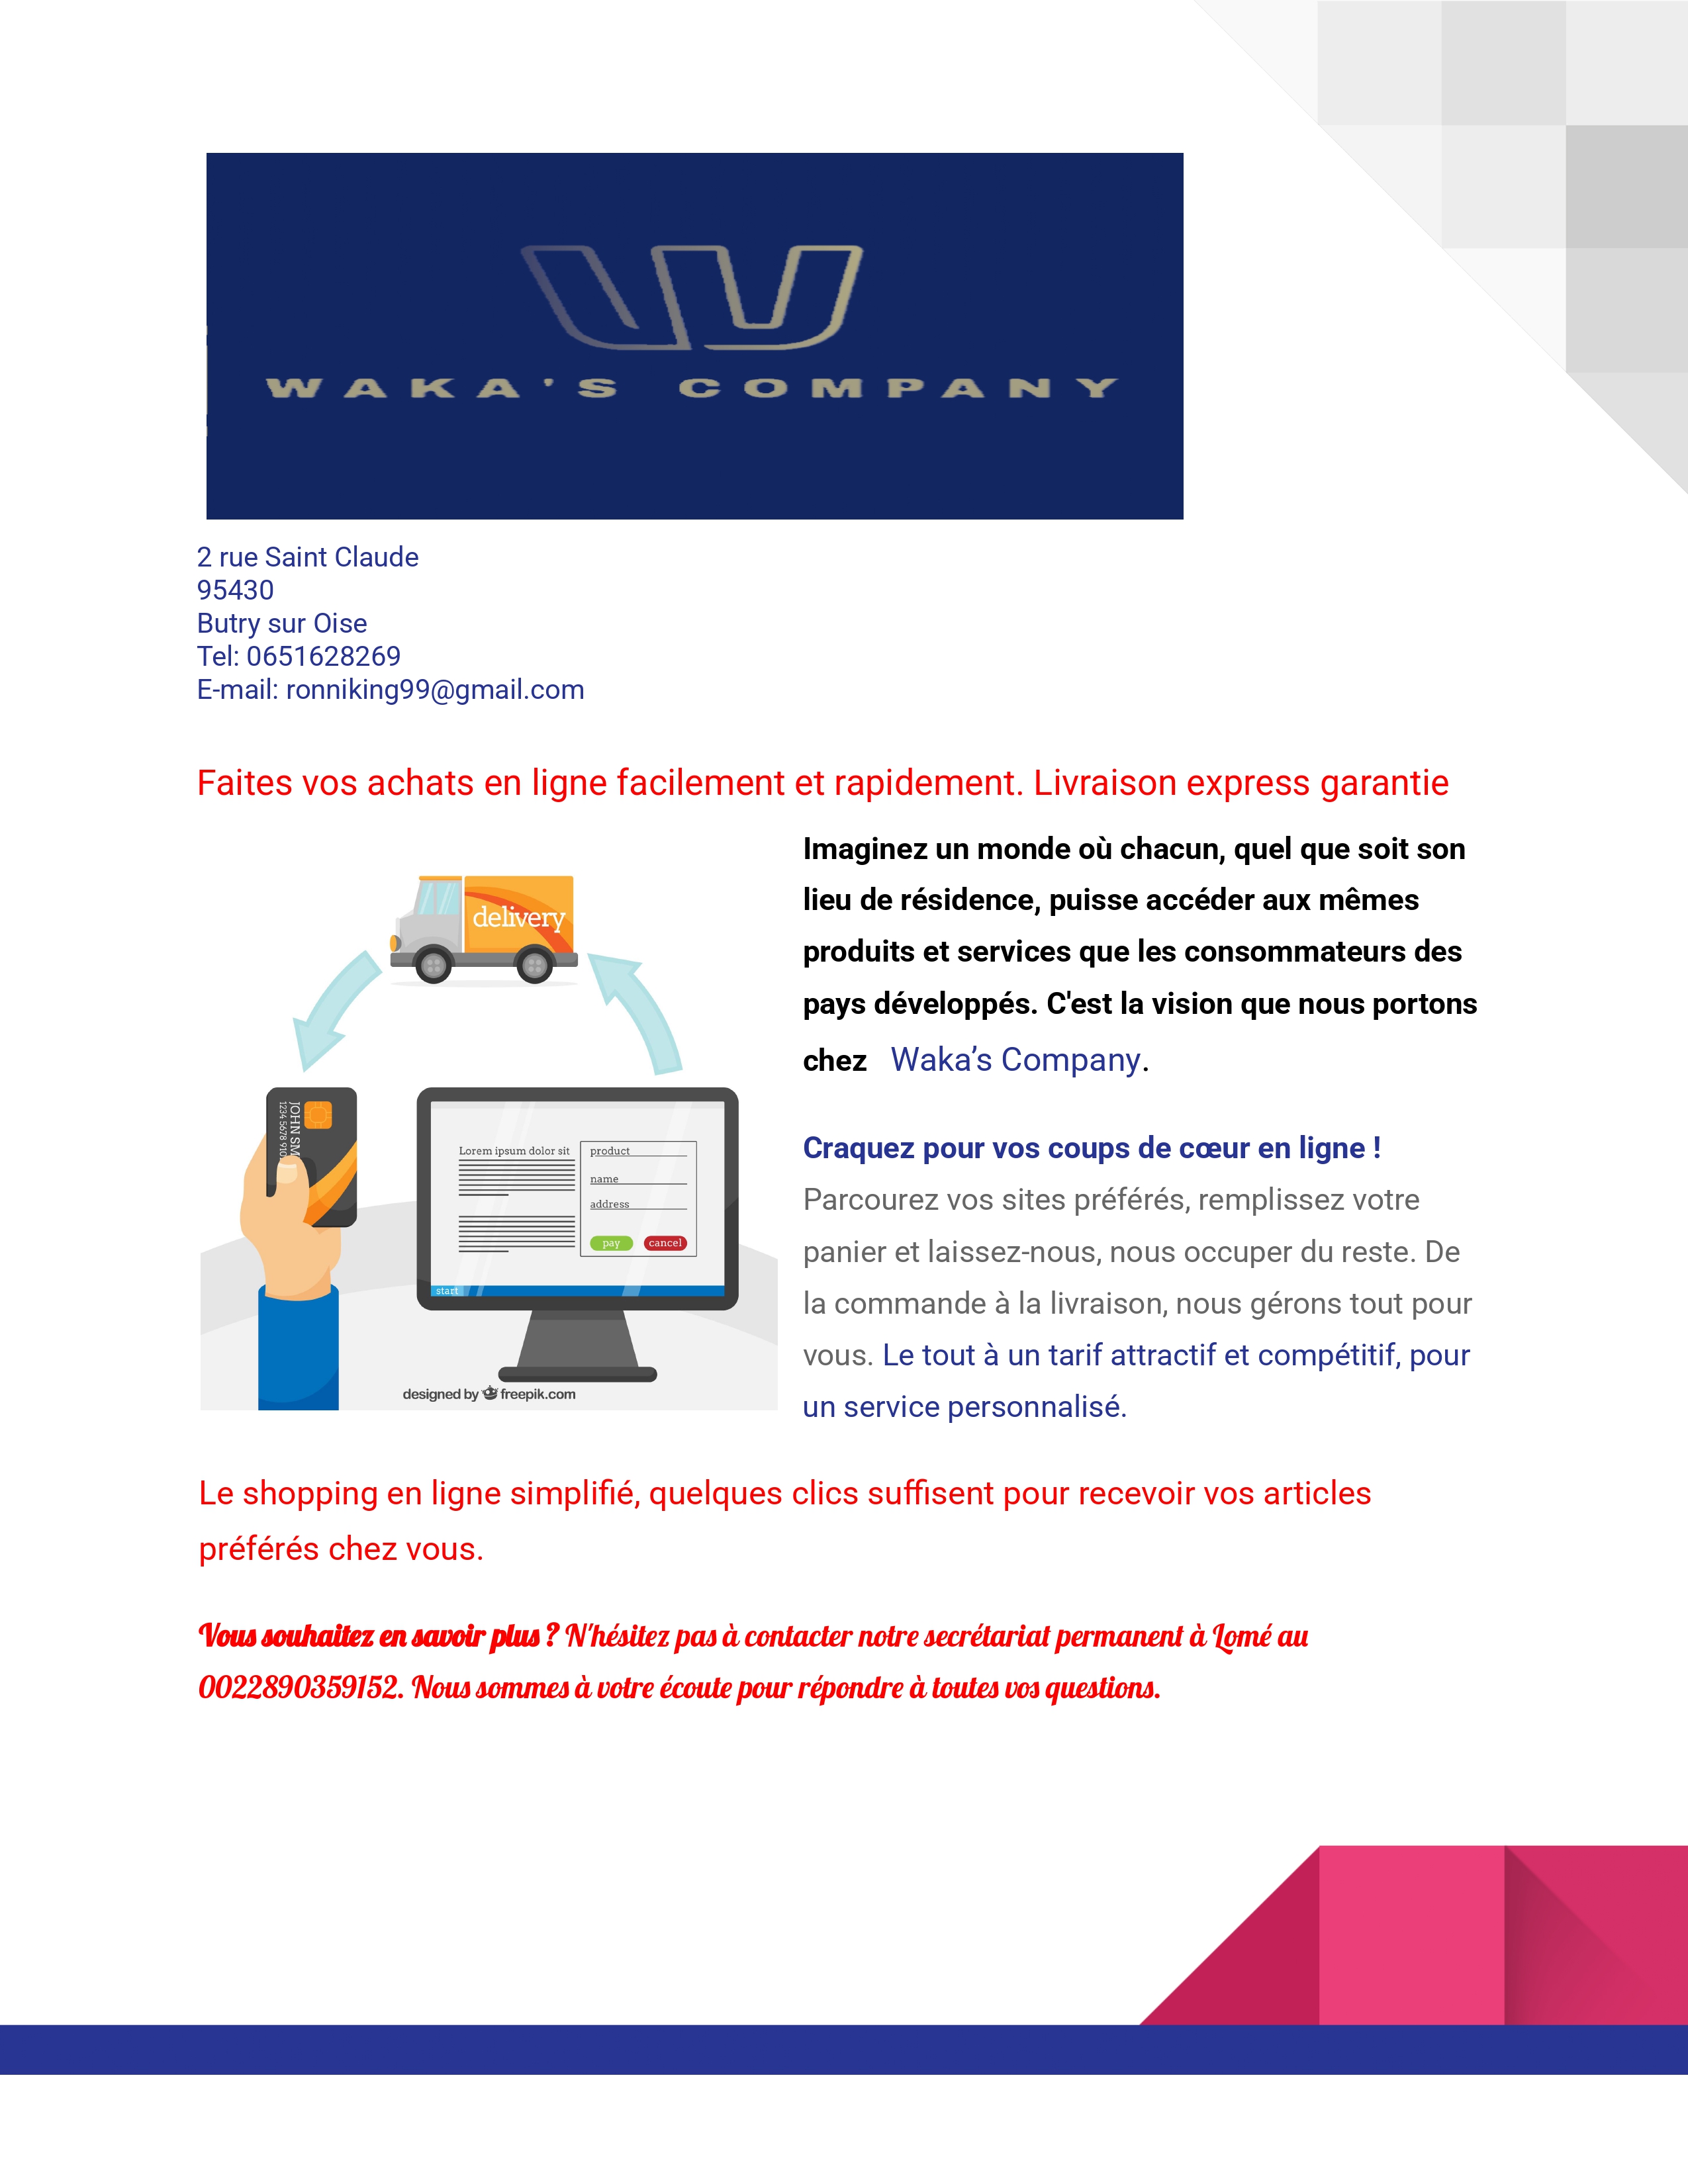 WAKA'S COMPANY
2 rue Saint Claude
95430
Butry sur Oise
Tel: 0651628269
E-mail: ronniking99@gmail.com
Faites vos achats en ligne facilement et rapidement. Livraison express garantie
delivery
JOHN SM
1234 5678 910
Lorem ipsum dolor sit
product
name
address
pay cancel
start
designed by freepik.com
Imaginez un monde où chacun, quel que soit son
lieu de résidence, puisse accéder aux mêmes
produits et services que les consommateurs des
pays développés. C'est la vision que nous portons
chez Waka’s Company.
Craquez pour vos coups de cœur en ligne !
Parcourez vos sites préférés, remplissez votre
panier et laissez-nous, nous occuper du reste. De
la commande à la livraison, nous gérons tout pour
vous. Le tout à un tarif attractif et compétitif, pour
un service personnalisé.
Le shopping en ligne simplifié, quelques clics suffisent pour recevoir vos articles
préférés chez vous.
Vous souhaitez en savoir plus ? N'hésitez pas à contacter notre secrétariat permanent à Lomé au
0022890359152. Nous sommes à votre écoute pour répondre à toutes vos questions.